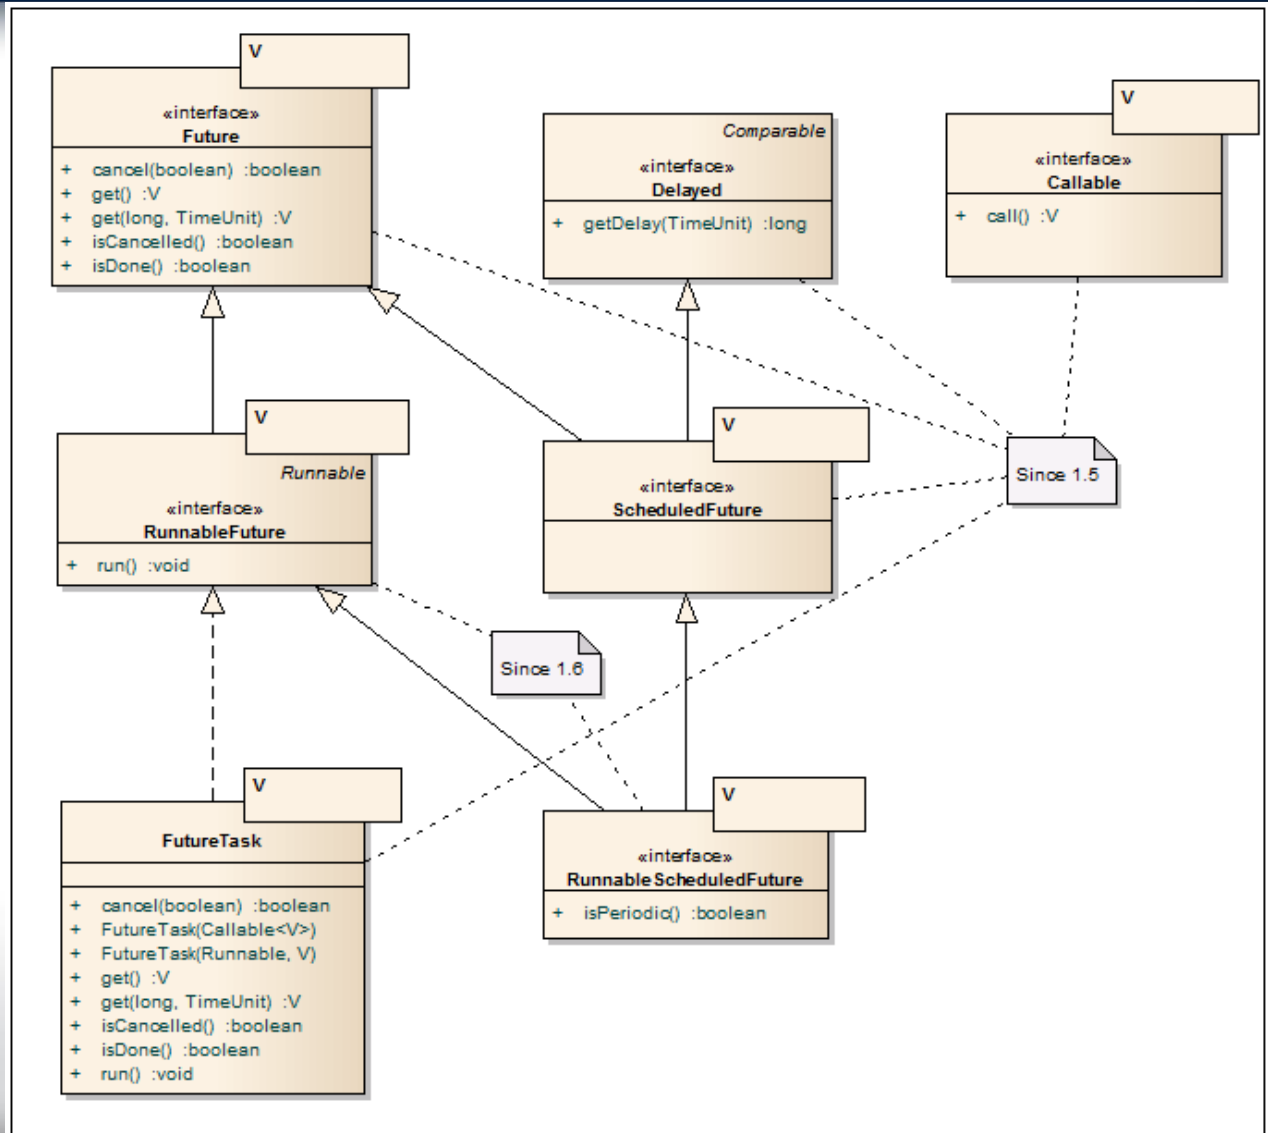 V
«interface»
Future
+ cancel(boolean) :boolean
+ get() :V
+ get(long, TimeUnit) :V
+ isCancelled() :boolean
+ isDone() :boolean
Comparable
«interface»
Delayed
+ getDelay(TimeUnit) :long
V
«interface»
Callable
+ call() :V
V
Runnable
«interface»
RunnableFuture
+ run() :void
V
«interface»
ScheduledFuture
Since 1.5
Since 1.6
V
FutureTask
+ cancel(boolean) :boolean
+ FutureTask(Callable<V>)
+ FutureTask(Runnable, V)
+ get() :V
+ get(long, TimeUnit) :V
+ isCancelled() :boolean
+ isDone() :boolean
+ run() :void
V
«interface»
RunnableScheduledFuture
+ isPeriodic() :boolean